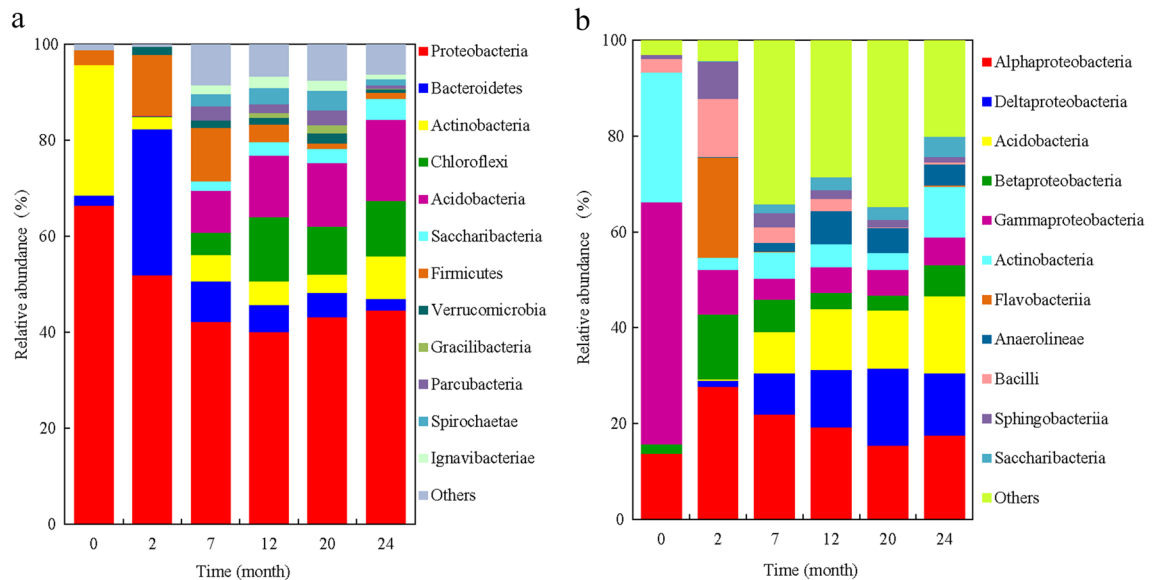 a
Relative abundance (%)
100
80
60
40
20
0
0 2 7 12 20 24
Time (month)
Proteobacteria
Bacteroidetes
Actinobacteria
Chloroflexi
Acidobacteria
Saccharibacteria
Firmicutes
Verrucomicrobia
Gracilibacteria
Parcubacteria
Spirochaetae
Ignavibacteriae
Others
b
Relative abundance (%)
100
80
60
40
20
0
0 2 7 12 20 24
Time (month)
Alphaproteobacteria
Deltaproteobacteria
Acidobacteria
Betaproteobacteria
Gammaproteobacteria
Actinobacteria
Flavobacteriia
Anaerolineae
Bacilli
Sphingobacteriia
Saccharibacteria
Others